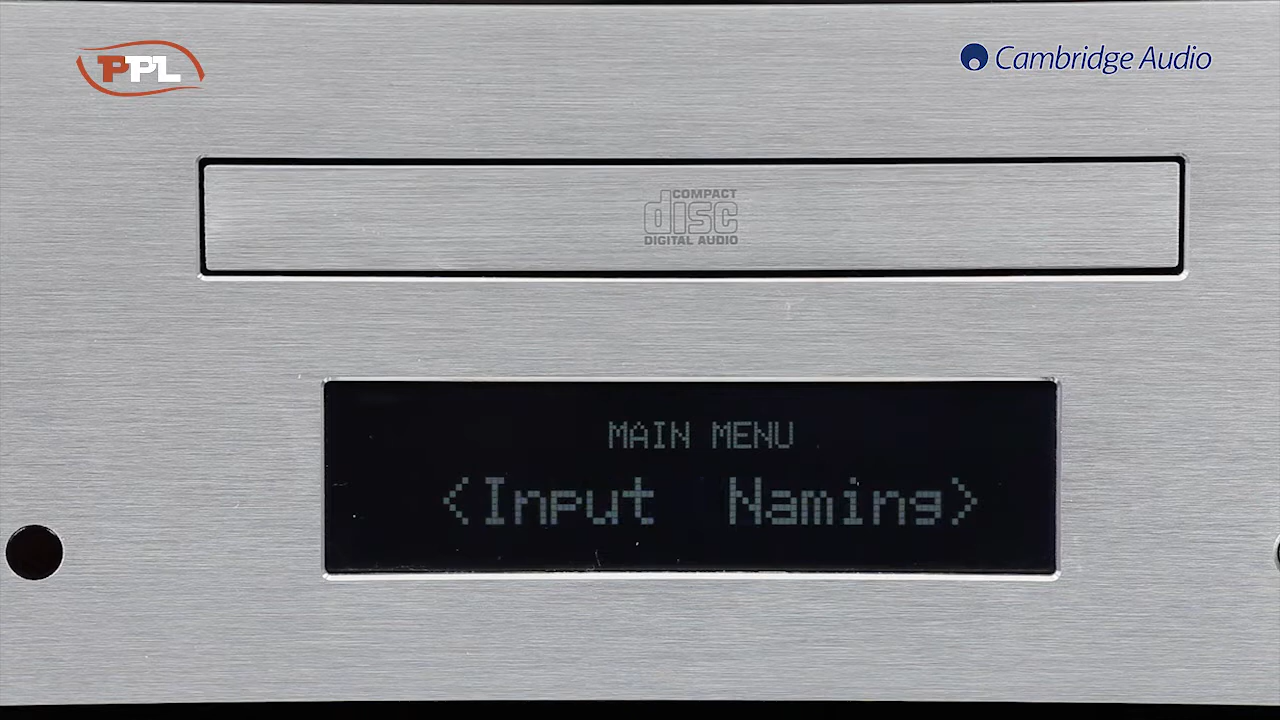 PPL
Cambridge Audio
COMPACT
disc
DIGITAL AUDIO
MAIN MENU
<Input Naming>